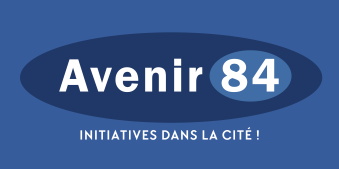 Avenir 84
INITIATIVES DANS LA CITÉ !